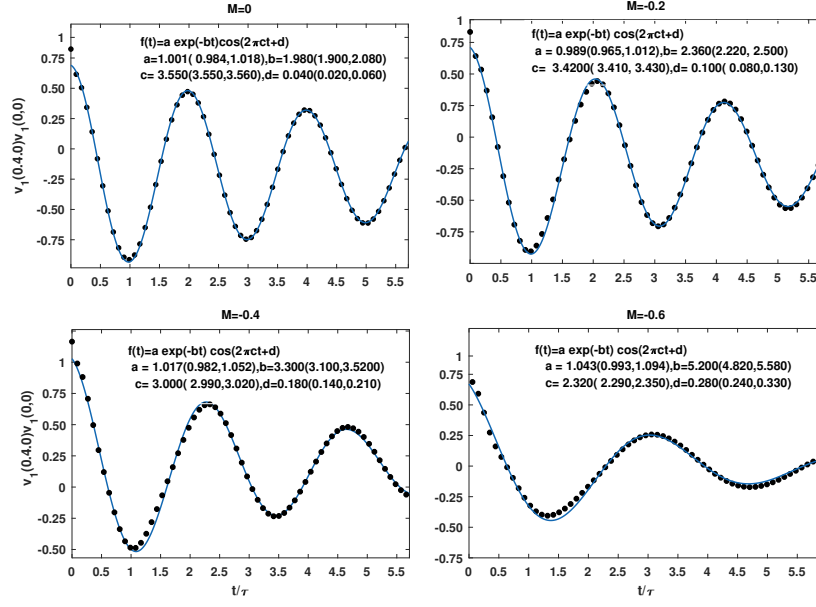 M=0
f(t)=a exp(-bt)cos(2πct+d)
a=1.001( 0.984,1.018),b=1.980(1.900,2.080)
c= 3.550(3.550,3.560),d= 0.040(0.020,0.060)
1.00
0.75
0.50
0.25
0
-0.25
-0.50
-0.75
v1(0.4.0)v1(0,0)
0 0.5 1 1.5 2 2.5 3 3.5 4 4.5 5 5.5
M=-0.2
f(t)=a exp(-bt) cos(2πct+d)
a = 0.989(0.965,1.012),b= 2.360(2.220, 2.500)
c= 3.4200( 3.410, 3.430),d= 0.100( 0.080,0.130)
1.00
0.75
0.50
0.25
0
-0.25
-0.50
-0.75
0 0.5 1 1.5 2 2.5 3 3.5 4 4.5 5 5.5
M=-0.4
f(t)=a exp(-bt) cos(2πct+d)
a = 1.017(0.982,1.052),b=3.300(3.100,3.5200)
c= 3.000( 2.990,3.020),d=0.180(0.140,0.210)
1
0.75
0.50
0.25
0
-0.25
-0.50
v1(0.4.0)v1(0,0)
0 0.5 1 1.5 2 2.5 3 3.5 4 4.5 5 5.5
t/τ
M=-0.6
f(t)=a exp(-bt) cos(2πct+d)
a = 1.043(0.993,1.094),b=5.200(4.820,5.580)
c= 2.320( 2.290,2.350),d=0.280(0.240,0.330)
0.75
0.50
0.25
0
-0.25
-0.50
-0.75
0 0.5 1 1.5 2 2.5 3 3.5 4 4.5 5 5.5
t/τ